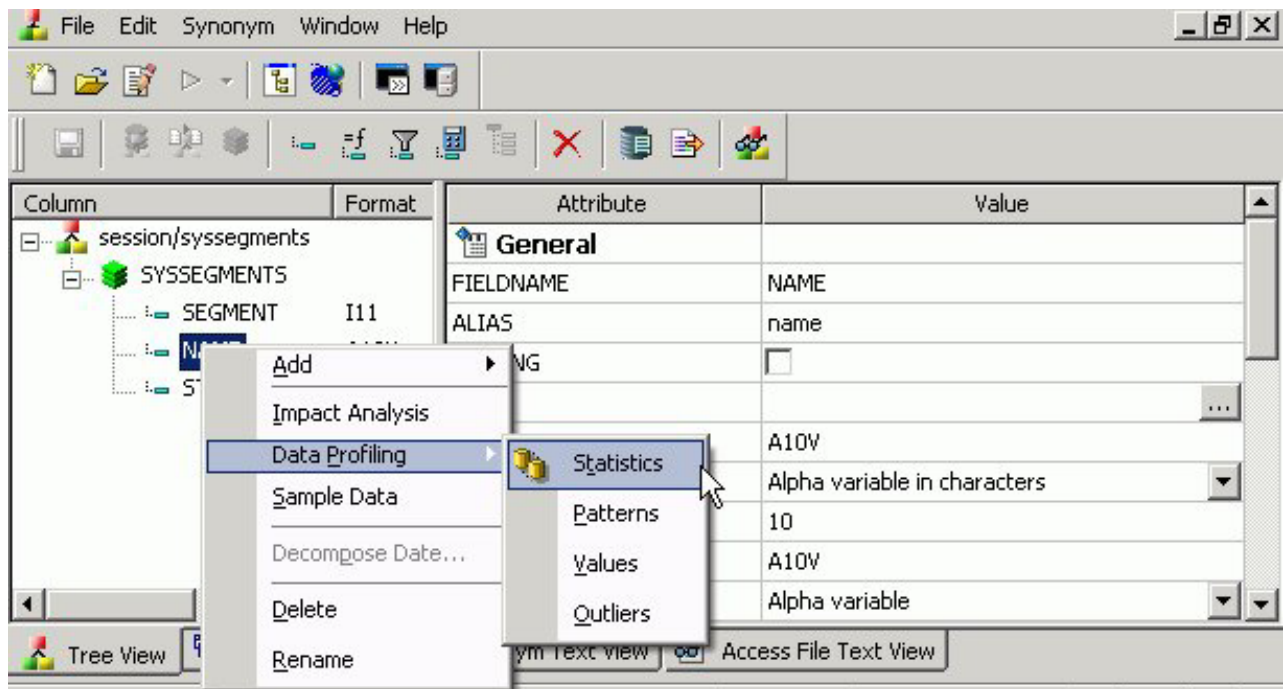 File Edit Synonym Window Help
Column Format Attribute Value
session/syssegments
General
SYSSEGMENTS
FIELDNAME NAME
SEGMENT I11
ALIAS name
Add
Impact Analysis
Data Profiling
A10V
Statistics
Alpha variable in characters
Sample Data
Patterns
10
Decompose Date...
Values
A10V
Delete
Outliers
Alpha variable
Tree View
Text View
Access File Text View
Rename